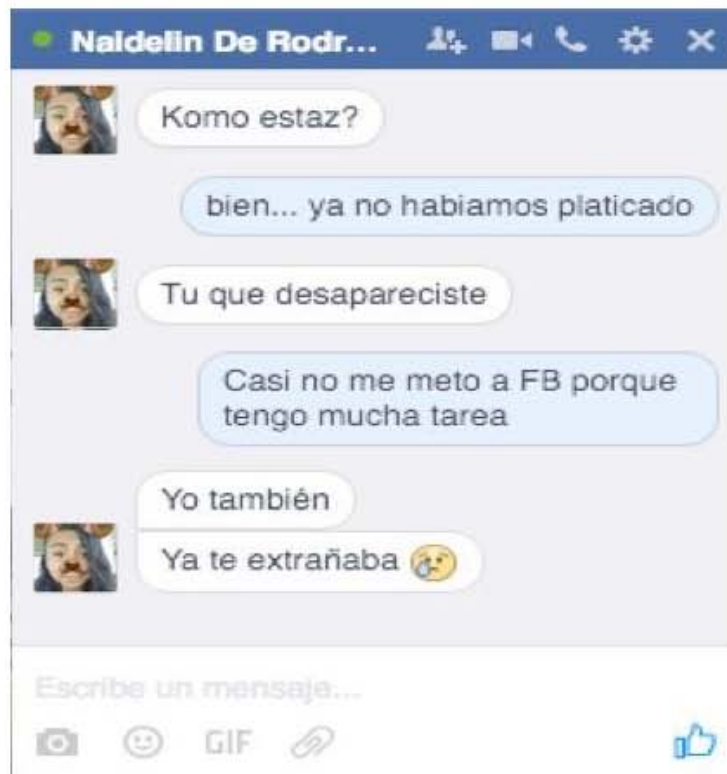 Naidelin De Rodr...
Komo estaz?
bien... ya no habiamos platicado
Tu que desapareciste
Casi no me meto a FB porque
tengo mucha tarea
Yo también
Ya te extrañaba
Escribe un mensaje...
GIF